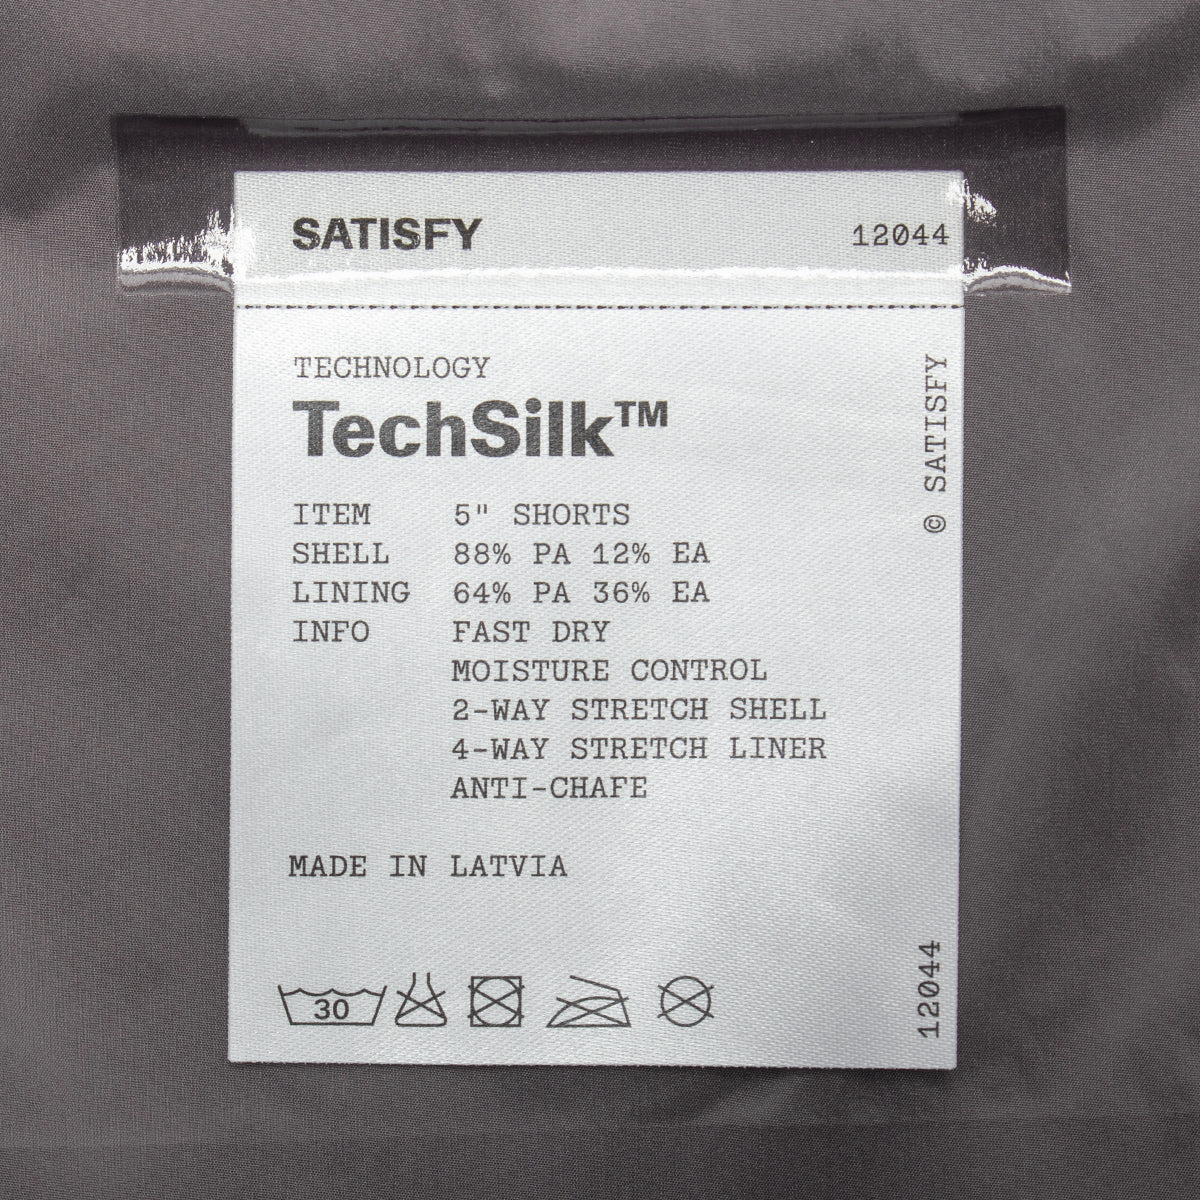 SATISFY 12044
TECHNOLOGY
TechSilk™
ITEM 5" SHORTS
SHELL 88% PA 12% EA
LINING 64% PA 36% EA
INFO FAST DRY
MOISTURE CONTROL
2-WAY STRETCH SHELL
4-WAY STRETCH LINER
ANTI-CHAFE
MADE IN LATVIA
30
© SATISFY
12044